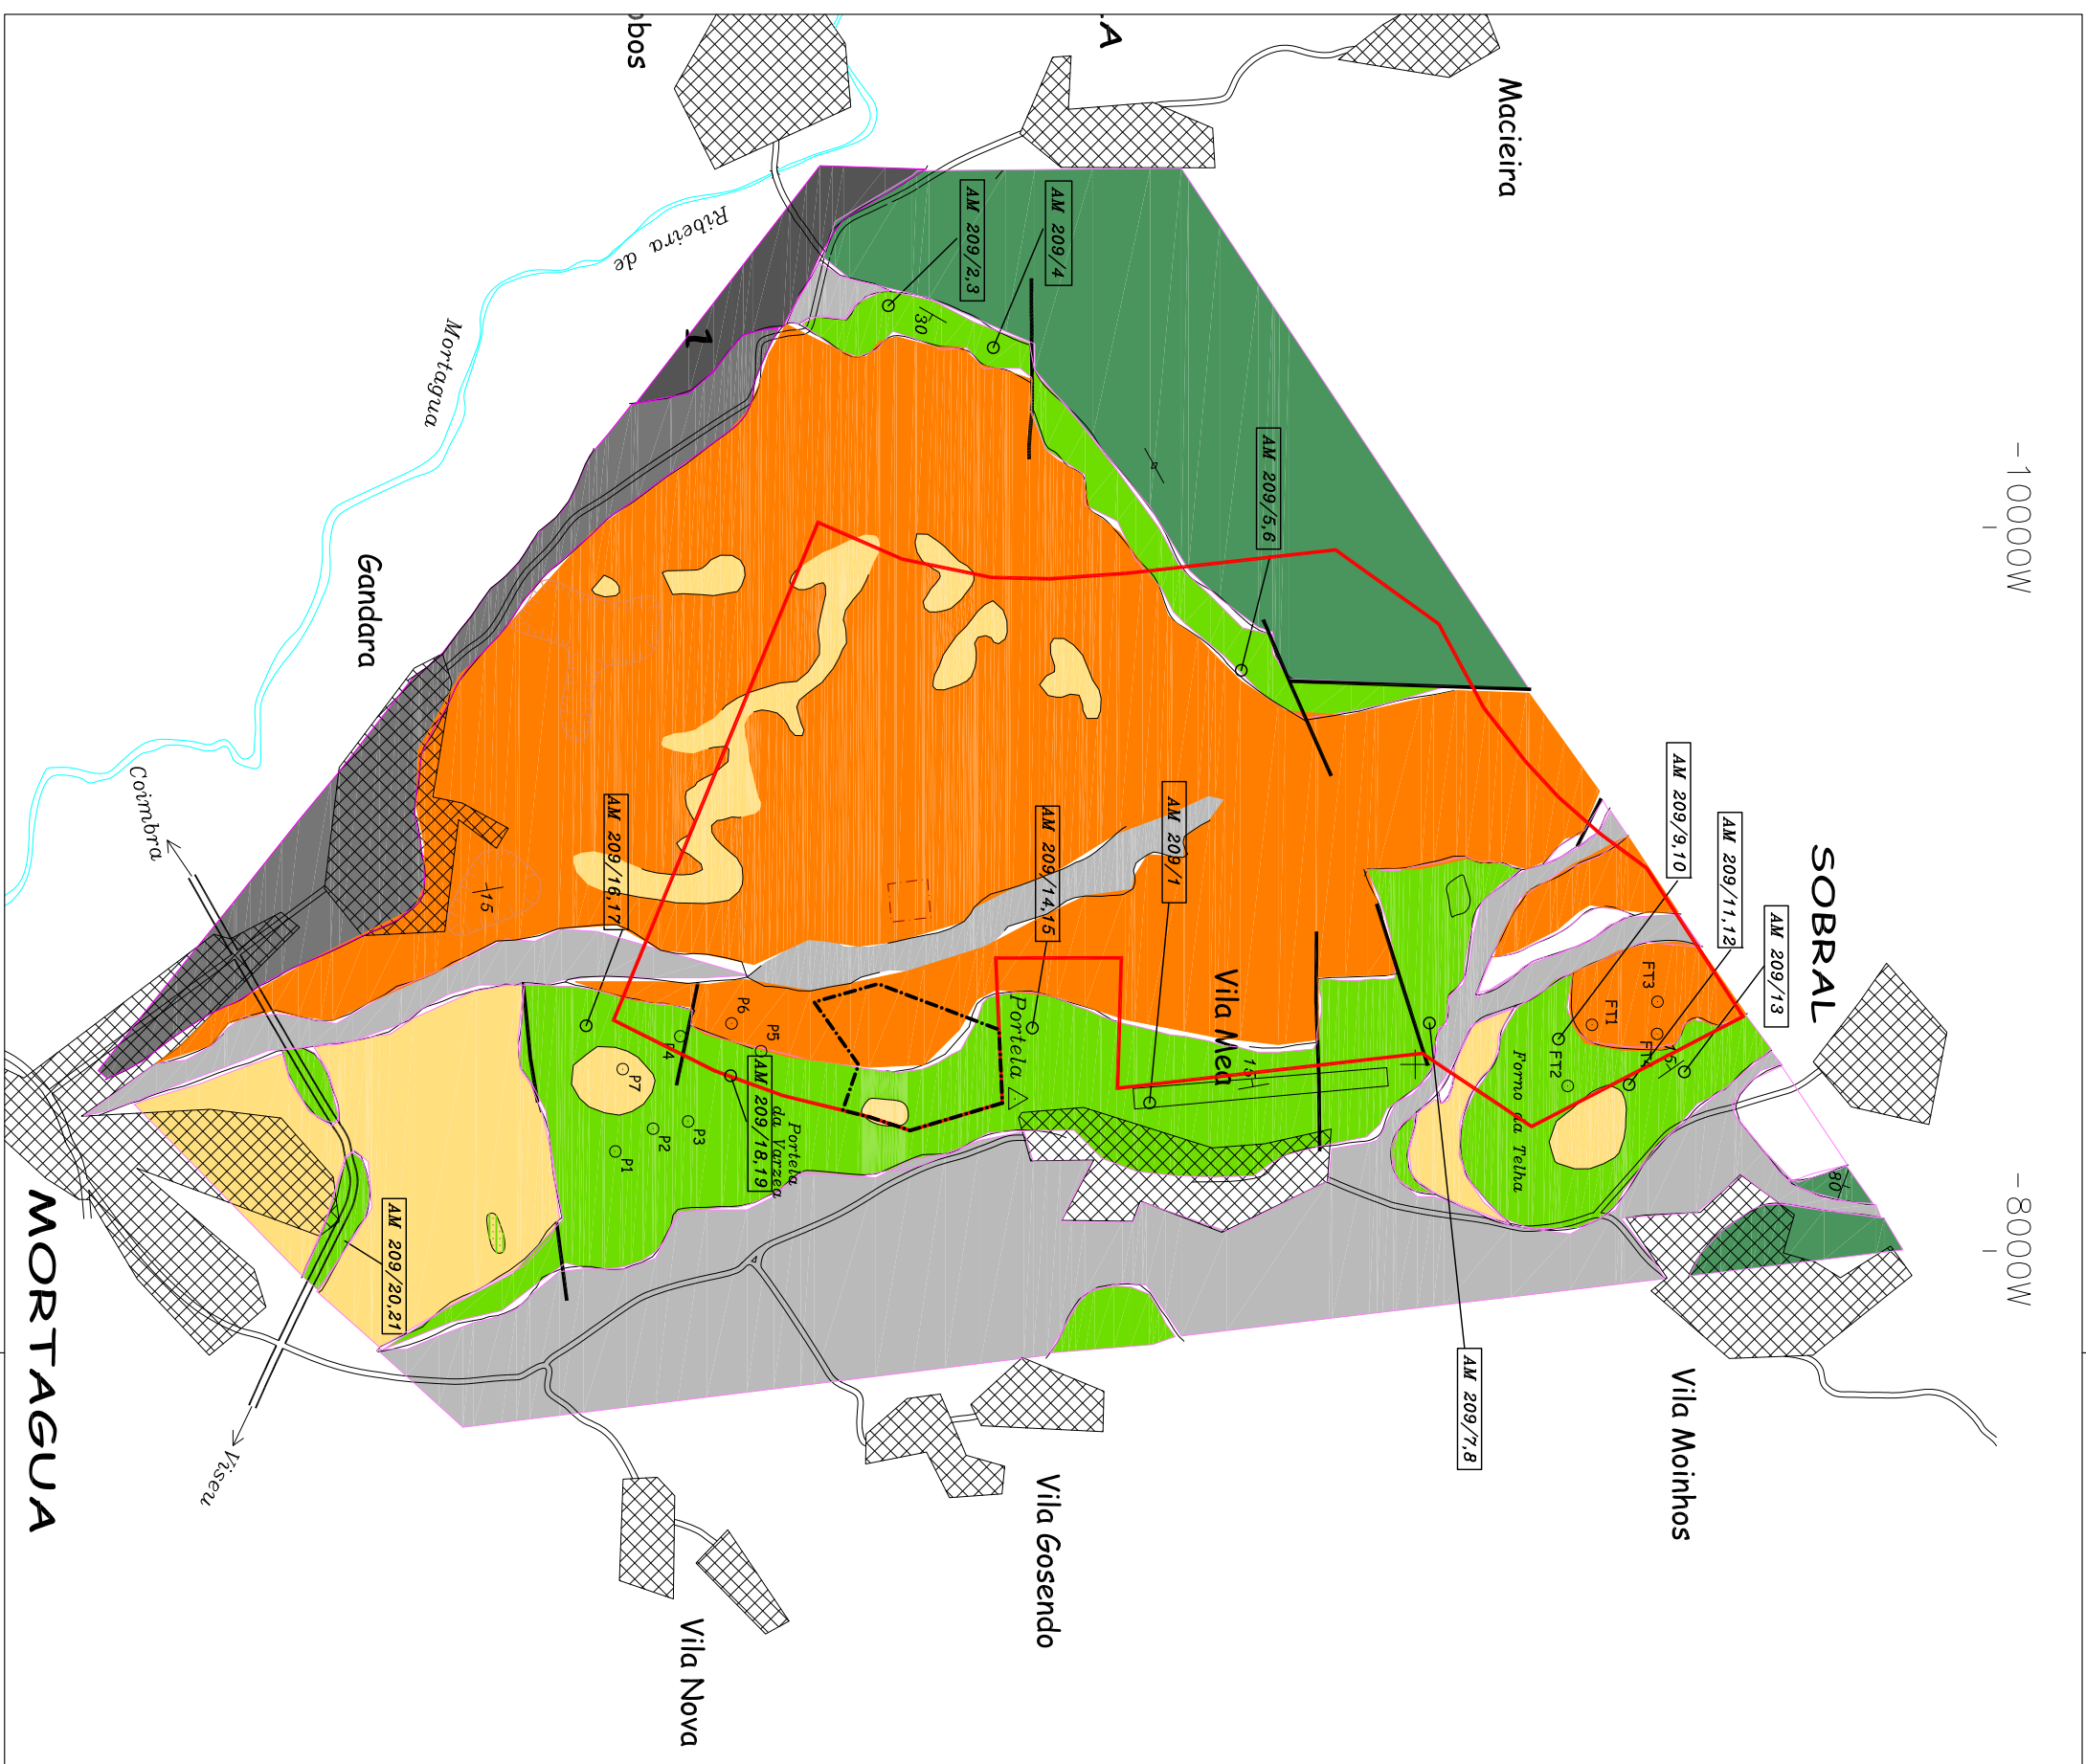 -10000W
-8000W
Macieira
SOBRAL
AM 209/13
AM 209/11,12
AM 209/9,10
Vila Moinhos
80
FT3
FT1
FT4
FT2
15
Forno da Telha
AM 209/7,8
AM 209/5,6
Vila Mea
15
AM 209/1
A
AM 209/4
AM 209/2,3
30
AM 209/14,15
Portela
Vila Gosendo
Portela
da Varzea
AM 209/18,19
P5
P6
P4
P3
P2
P7
P1
AM 209/16,17
Vila Nova
bos
1
Ribeira de
Mortagua
15
Gandara
AM 209/20,21
Viseu
Coimbra
MORTAGUA